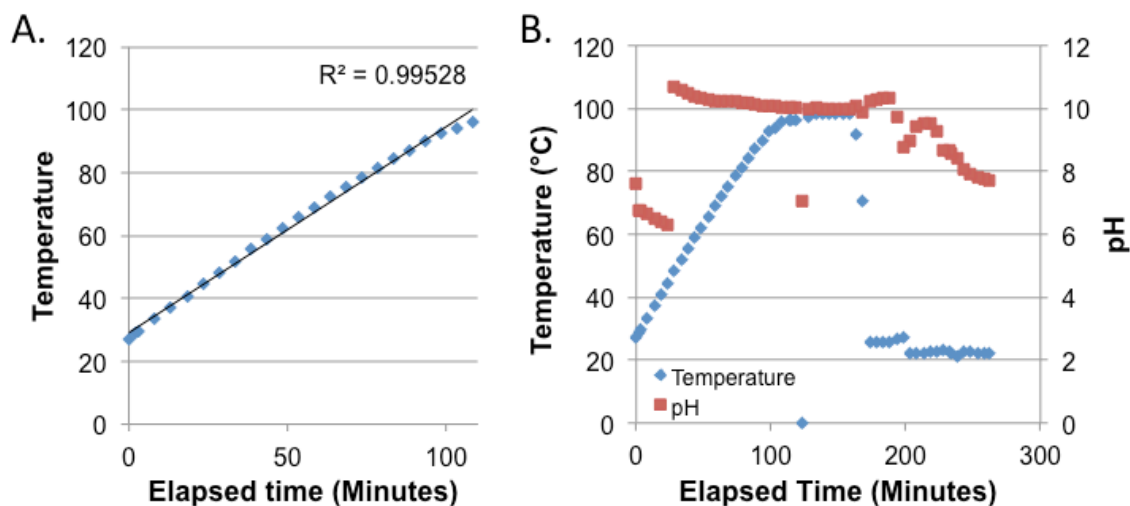 A.
120
100
80
60
40
20
0
Temperature
R² = 0.99528
0 50 100
Elapsed time (Minutes)
B.
120
100
80
60
40
20
0
Temperature (°C)
Temperature
pH
12
10
8
6
4
2
0
pH
0 100 200 300
Elapsed Time (Minutes)